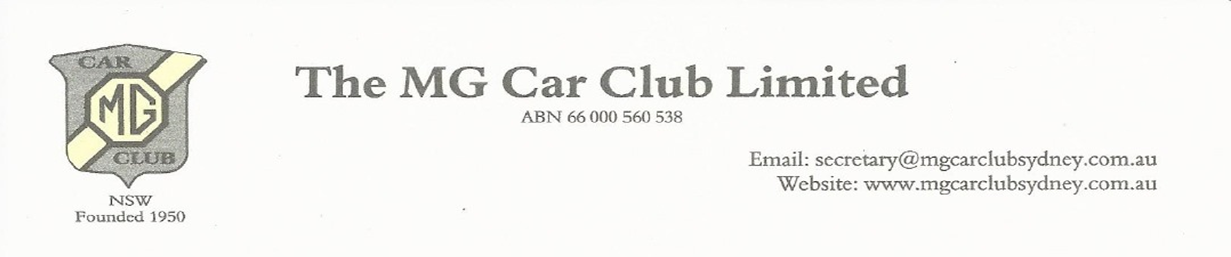 CAR
MG
CLUB
NSW
Founded 1950
The MG Car Club Limited
ABN 66 000 560 538
Email: secretary@mgcarclubsydney.com.au
Website: www.mgcarclubsydney.com.au